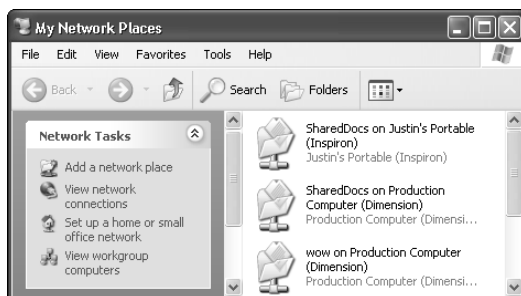 My Network Places
File Edit View Favorites Tools Help
Back Search Folders
Network Tasks
Add a network place
View network
connections
Set up a home or small
office network
View workgroup
computers
SharedDocs on Justin's Portable
(Inspiron)
Justin's Portable (Inspiron)
SharedDocs on Production
Computer (Dimension)
Production Computer (Dimensi...
wow on Production Computer
(Dimension)
Production Computer (Dimensi...